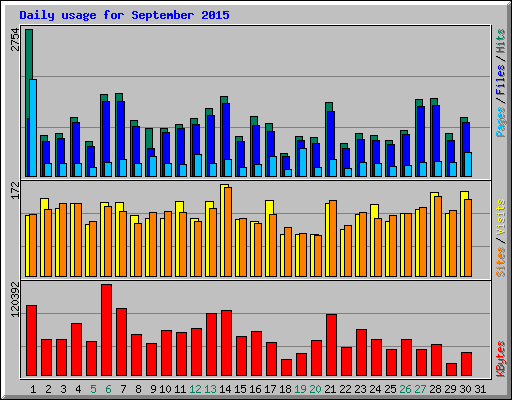 Daily usage for September 2015
2754
Pages / Files / Hits
172
Sites / Visits
120392
KBytes
1 2 3 4 5 6 7 8 9 10 11 12 13 14 15 16 17 18 19 20 21 22 23 24 25 26 27 28 29 30 31